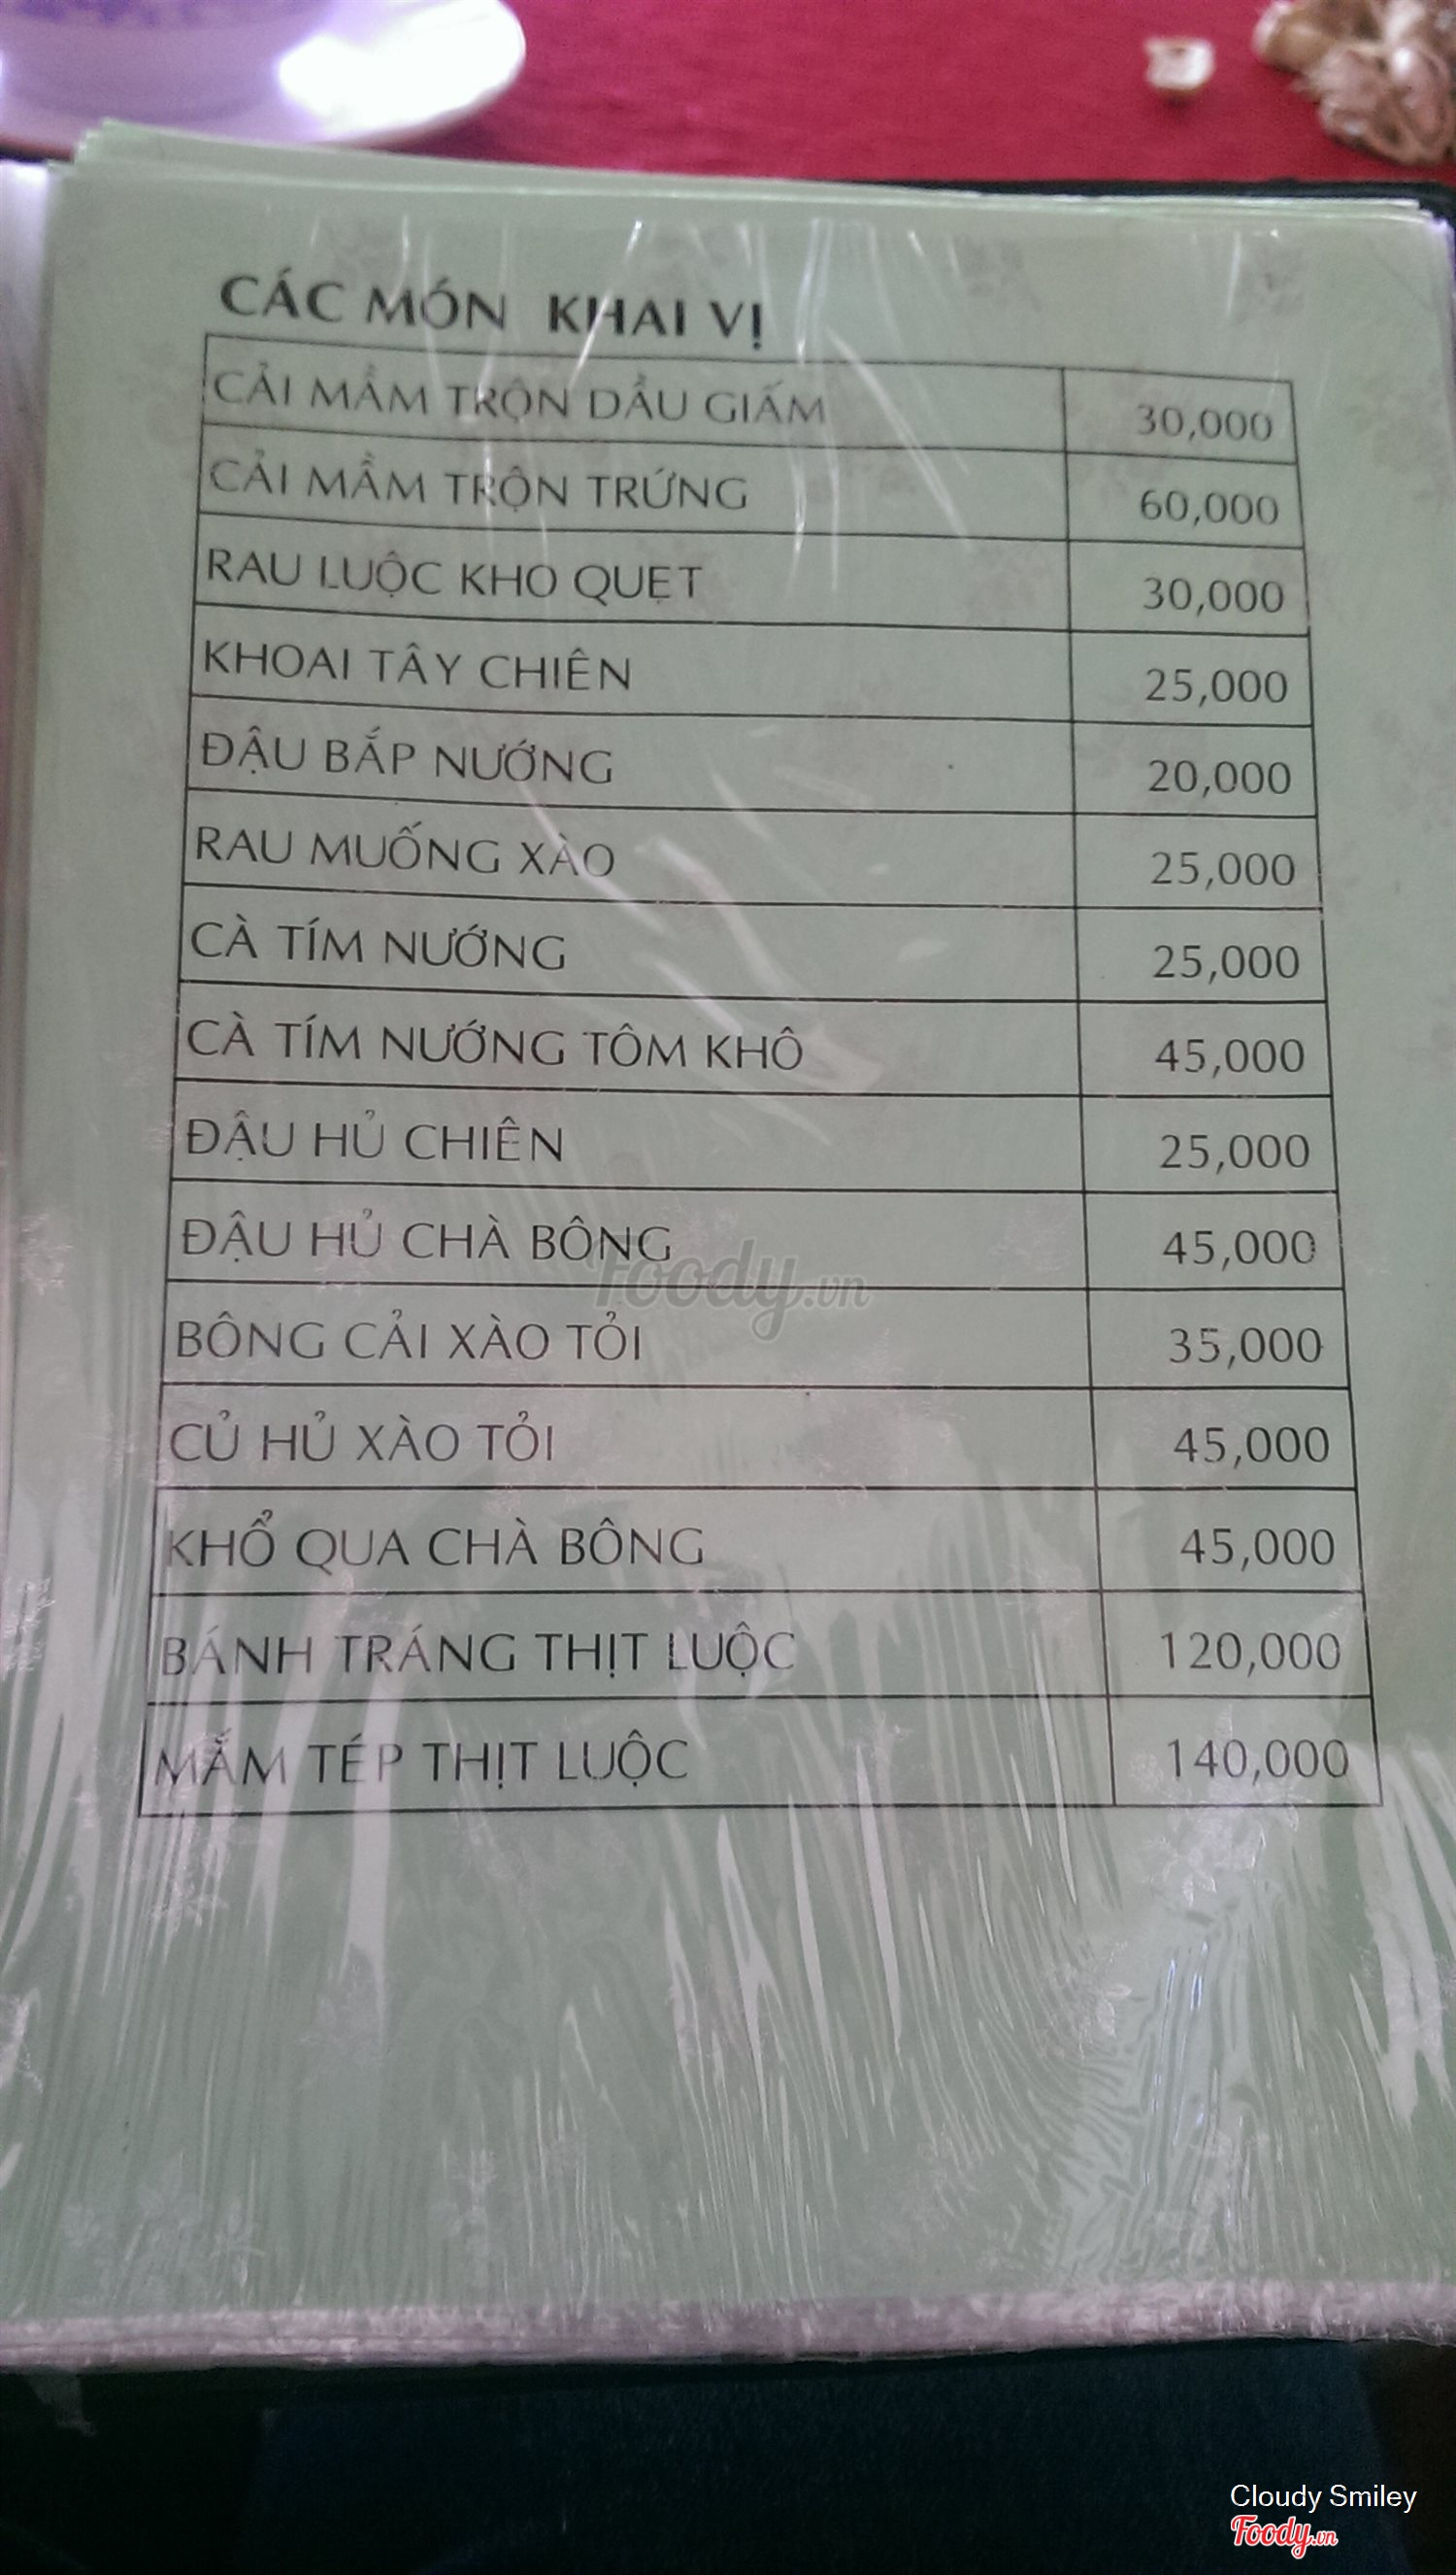 CÁC MÓN KHAI VỊ
CẢI MẦM TRỘN DẦU GIẤM 30,000
CẢI MẦM TRỘN TRỨNG 60,000
RAU LUỘC KHO QUẸT 30,000
KHOAI TÂY CHIÊN 25,000
ĐẬU BẮP NƯỚNG 20,000
RAU MUỐNG XÀO 25,000
CÀ TÍM NƯỚNG 25,000
CÀ TÍM NƯỚNG TÔM KHÔ 45,000
ĐẬU HỦ CHIÊN 25,000
ĐẬU HỦ CHÀ BÔNG 45,000
Foody.vn
BÔNG CẢI XÀO TỎI 35,000
CỦ HỦ XÀO TỎI 45,000
KHỔ QUA CHÀ BÔNG 45,000
BÁNH TRÁNG THỊT LUỘC 120,000
MẮM TÉP THỊT LUỘC 140,000
Cloudy Smiley
Foody.vn